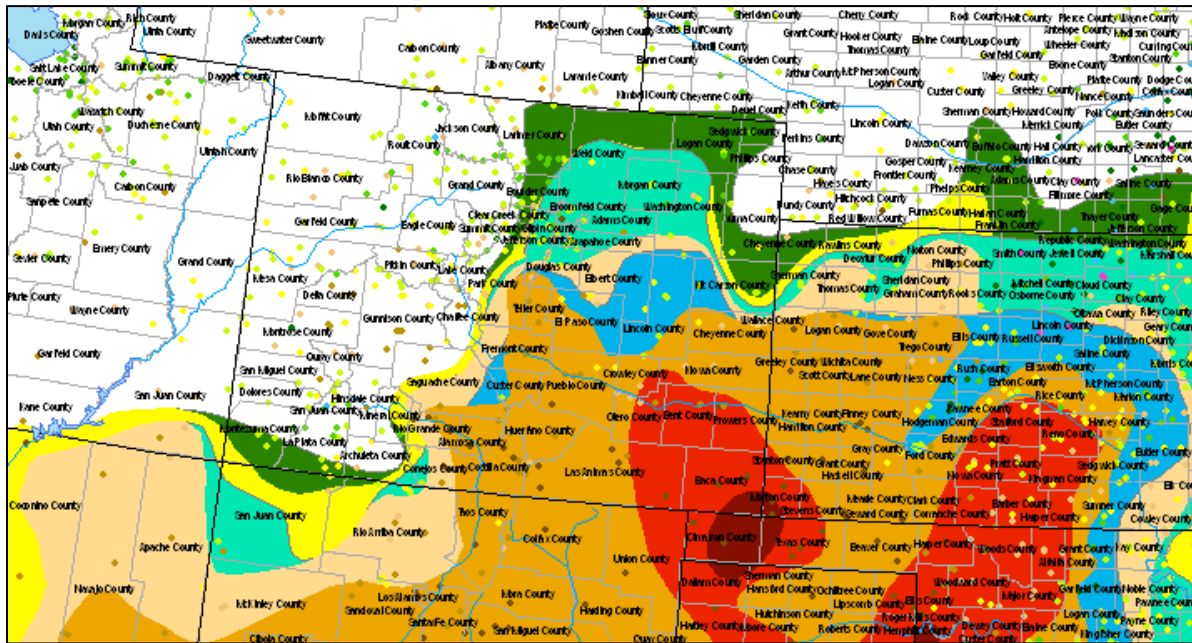 Rich County
Morgan County
Uinta County
Davis County
Sweetwater County
Carbon County
Platte County
Goshen County
Sioux County
Scotts Bluff County
Sheridan County
Cherry County
Grant County
Hooker County
Thomas County
Blaine County
Loup County
Garfield County
Wheeler County
Antelope County
Pierce County
Wayne County
Stanton County
Salt Lake County
Summit County
Daggett County
Albany County
Laramie County
Banner County
Morrill County
Garden County
Arthur County
McPherson County
Logan County
Custer County
Valley County
Greeley County
Boone County
Platte County
Nance County
Kimball County
Cheyenne County
Deuel County
Keith County
Lincoln County
Sherman County
Howard County
Merrick County
Polk County
Butler County
Wasatch County
Utah County
Duchesne County
Uintah County
Moffit County
Routt County
Jackson County
Larimer County
Weld County
Logan County
Sedgwick County
Phillips County
Perkins County
Chase County
Hayes County
Frontier County
Gosper County
Dawson County
Buffalo County
Hall County
Hamilton County
Kearney County
Adams County
Clay County
Fillmore County
Saline County
Lancaster County
Carbon County
Sanpete County
Rio Blanco County
Grand County
Boulder County
Broomfield County
Adams County
Morgan County
Washington County
Yuma County
Dundy County
Hitchcock County
Red Willow County
Furnas County
Phelps County
Harlan County
Franklin County
Thayer County
Gage County
Jefferson County
Sevier County
Emery County
Grand County
Garfield County
Eagle County
Clear Creek County
Summit County
Gilpin County
Jefferson County
Arapahoe County
Cheyenne County
Rawlins County
Decatur County
Norton County
Phillips County
Smith County
Jewell County
Republic County
Washington County
Marshall County
Piute County
Wayne County
Mesa County
Pitkin County
Lake County
Park County
Douglas County
Elbert County
Kit Carson County
Sherman County
Thomas County
Sheridan County
Graham County
Rooks County
Osborne County
Mitchell County
Cloud County
Clay County
Riley County
Garfield County
Delta County
Gunnison County
Chaffee County
Teller County
El Paso County
Lincoln County
Cheyenne County
Wallace County
Logan County
Gove County
Trego County
Ellis County
Russell County
Lincoln County
Ottawa County
Dickinson County
Geary County
Saline County
Montrose County
Ouray County
San Miguel County
Dolores County
San Juan County
Hinsdale County
Mineral County
Saguache County
Fremont County
Custer County
Pueblo County
Crowley County
Kiowa County
Greeley County
Wichita County
Scott County
Lane County
Ness County
Rush County
Barton County
Ellsworth County
McPherson County
Marion County
Morris County
Rice County
Kane County
San Juan County
Montezuma County
La Plata County
Archuleta County
Rio Grande County
Alamosa County
Conejos County
Costilla County
Huerfano County
Otero County
Bent County
Prowers County
Hamilton County
Kearny County
Finney County
Hodgeman County
Pawnee County
Stafford County
Reno County
Harvey County
Edwards County
Ford County
Gray County
Grant County
Haskell County
Stanton County
Las Animas County
Baca County
Morton County
Stevens County
Seward County
Meade County
Clark County
Comanche County
Kiowa County
Pratt County
Kingman County
Sedgwick County
Butler County
Barber County
Harper County
Sumner County
Cowley County
Coconino County
Apache County
Navajo County
San Juan County
Rio Arriba County
Taos County
Colfax County
Union County
Cimarron County
Texas County
Beaver County
Harper County
Woods County
Alfalfa County
Grant County
Kay County
McKinley County
Los Alamos County
Sandoval County
Santa Fe County
Mora County
Harding County
San Miguel County
Quay County
Cibola County
Dallam County
Sherman County
Hansford County
Ochiltree County
Lipscomb County
Ellis County
Woodward County
Major County
Garfield County
Noble County
Pawnee County
Payne County
Kingfisher County
Hartley County
Moore County
Hutchinson County
Roberts County
Hemphill County
Roger Mills County
Dewey County
Custer County
Blaine County